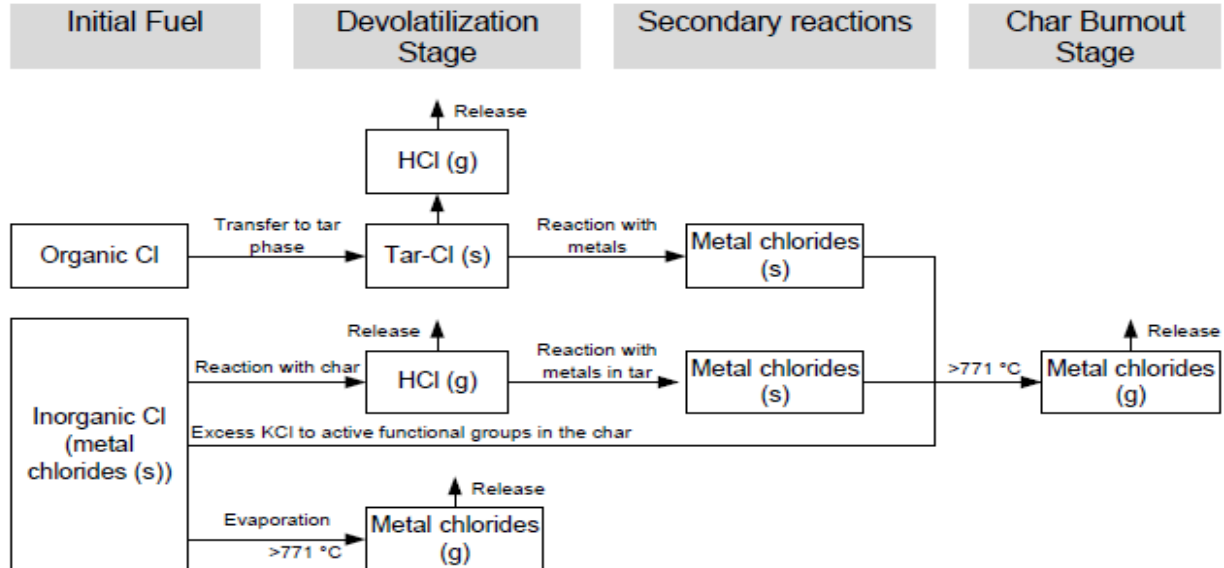 Initial Fuel
Devolatilization
Stage
Secondary reactions
Char Burnout
Stage
Release
HCl (g)
Organic Cl
Transfer to tar
phase
Tar-Cl (s)
Reaction with
metals
Metal chlorides
(s)
Release
Release
Inorganic Cl
(metal
chlorides (s))
Reaction with char
HCl (g)
Reaction with
metals in tar
Metal chlorides
(s)
>771 °C
Metal chlorides
(g)
Excess KCl to active functional groups in the char
Release
Evaporation
>771 °C
Metal chlorides
(g)